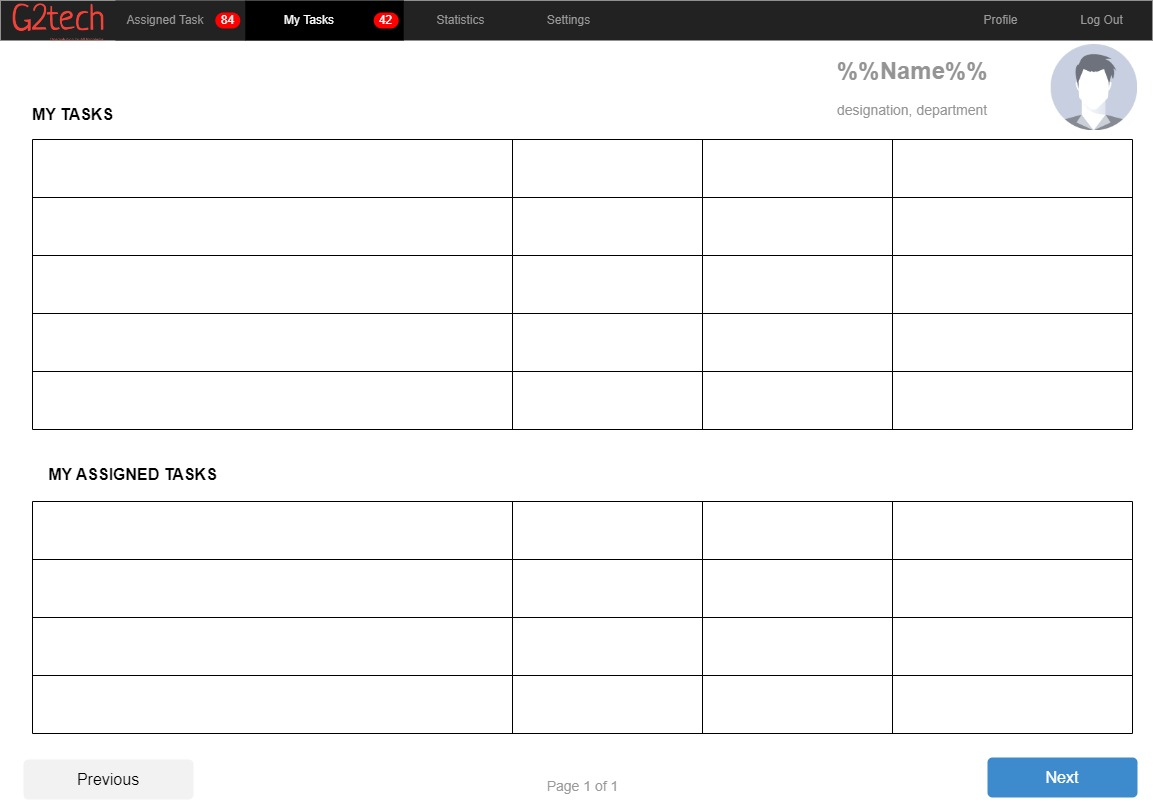 G2tech
Assigned Task 84 My Tasks 42 Statistics Settings Profile Log Out
%%Name%%
designation, department
MY TASKS
MY ASSIGNED TASKS
Previous Page 1 of 1 Next